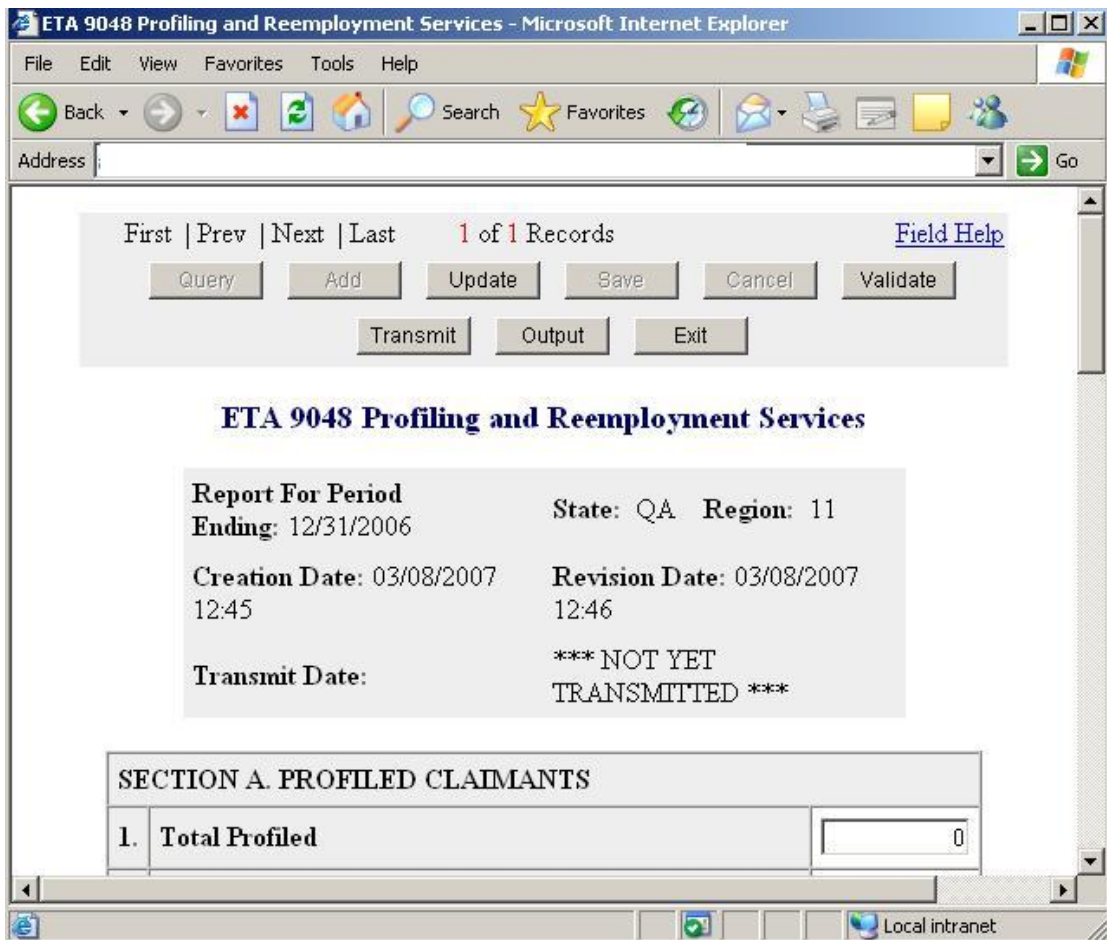 ETA 9048 Profiling and Reemployment Services - Microsoft Internet Explorer
File Edit View Favorites Tools Help
Back Search Favorites
Address Go
First | Prev | Next | Last 1 of 1 Records Field Help
Query Add Update Save Cancel Validate
Transmit Output Exit
ETA 9048 Profiling and Reemployment Services
Report For Period
Ending: 12/31/2006
State: QA Region: 11
Creation Date: 03/08/2007
12:45
Revision Date: 03/08/2007
12:46
Transmit Date:
*** NOT YET
TRANSMITTED ***
SECTION A. PROFILED CLAIMANTS
1. Total Profiled 0
Local intranet